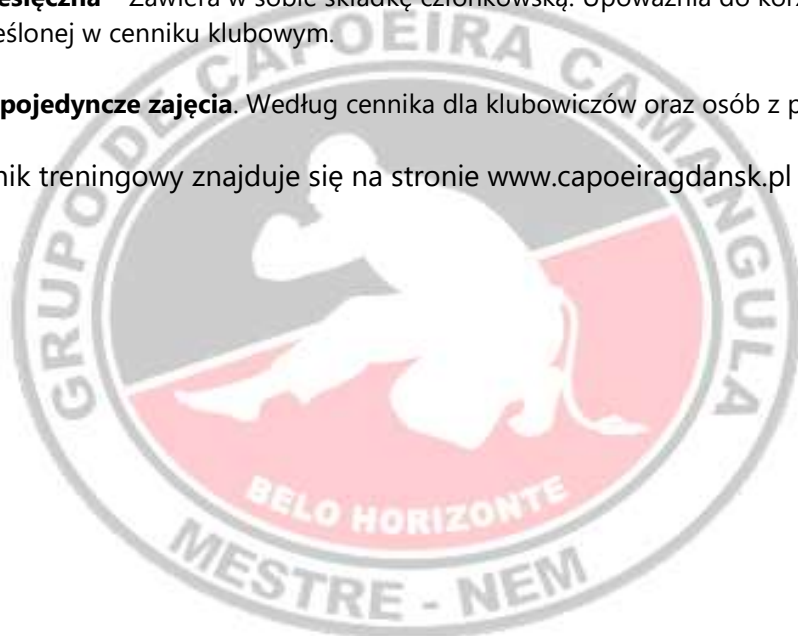 esięczna – Zawiera w sobie składkę członkowską. Upoważnia do
eślonej w cenniku klubowym.
pojedyncze zajęcia. Według cennika dla klubowiczów oraz osób z
nik treningowy znajduje się na stronie www.capoeiragdansk.pl
GRUPO DE CAPOEIRA CAMANGULA
BELO HORIZONTE
MESTRE - NEM